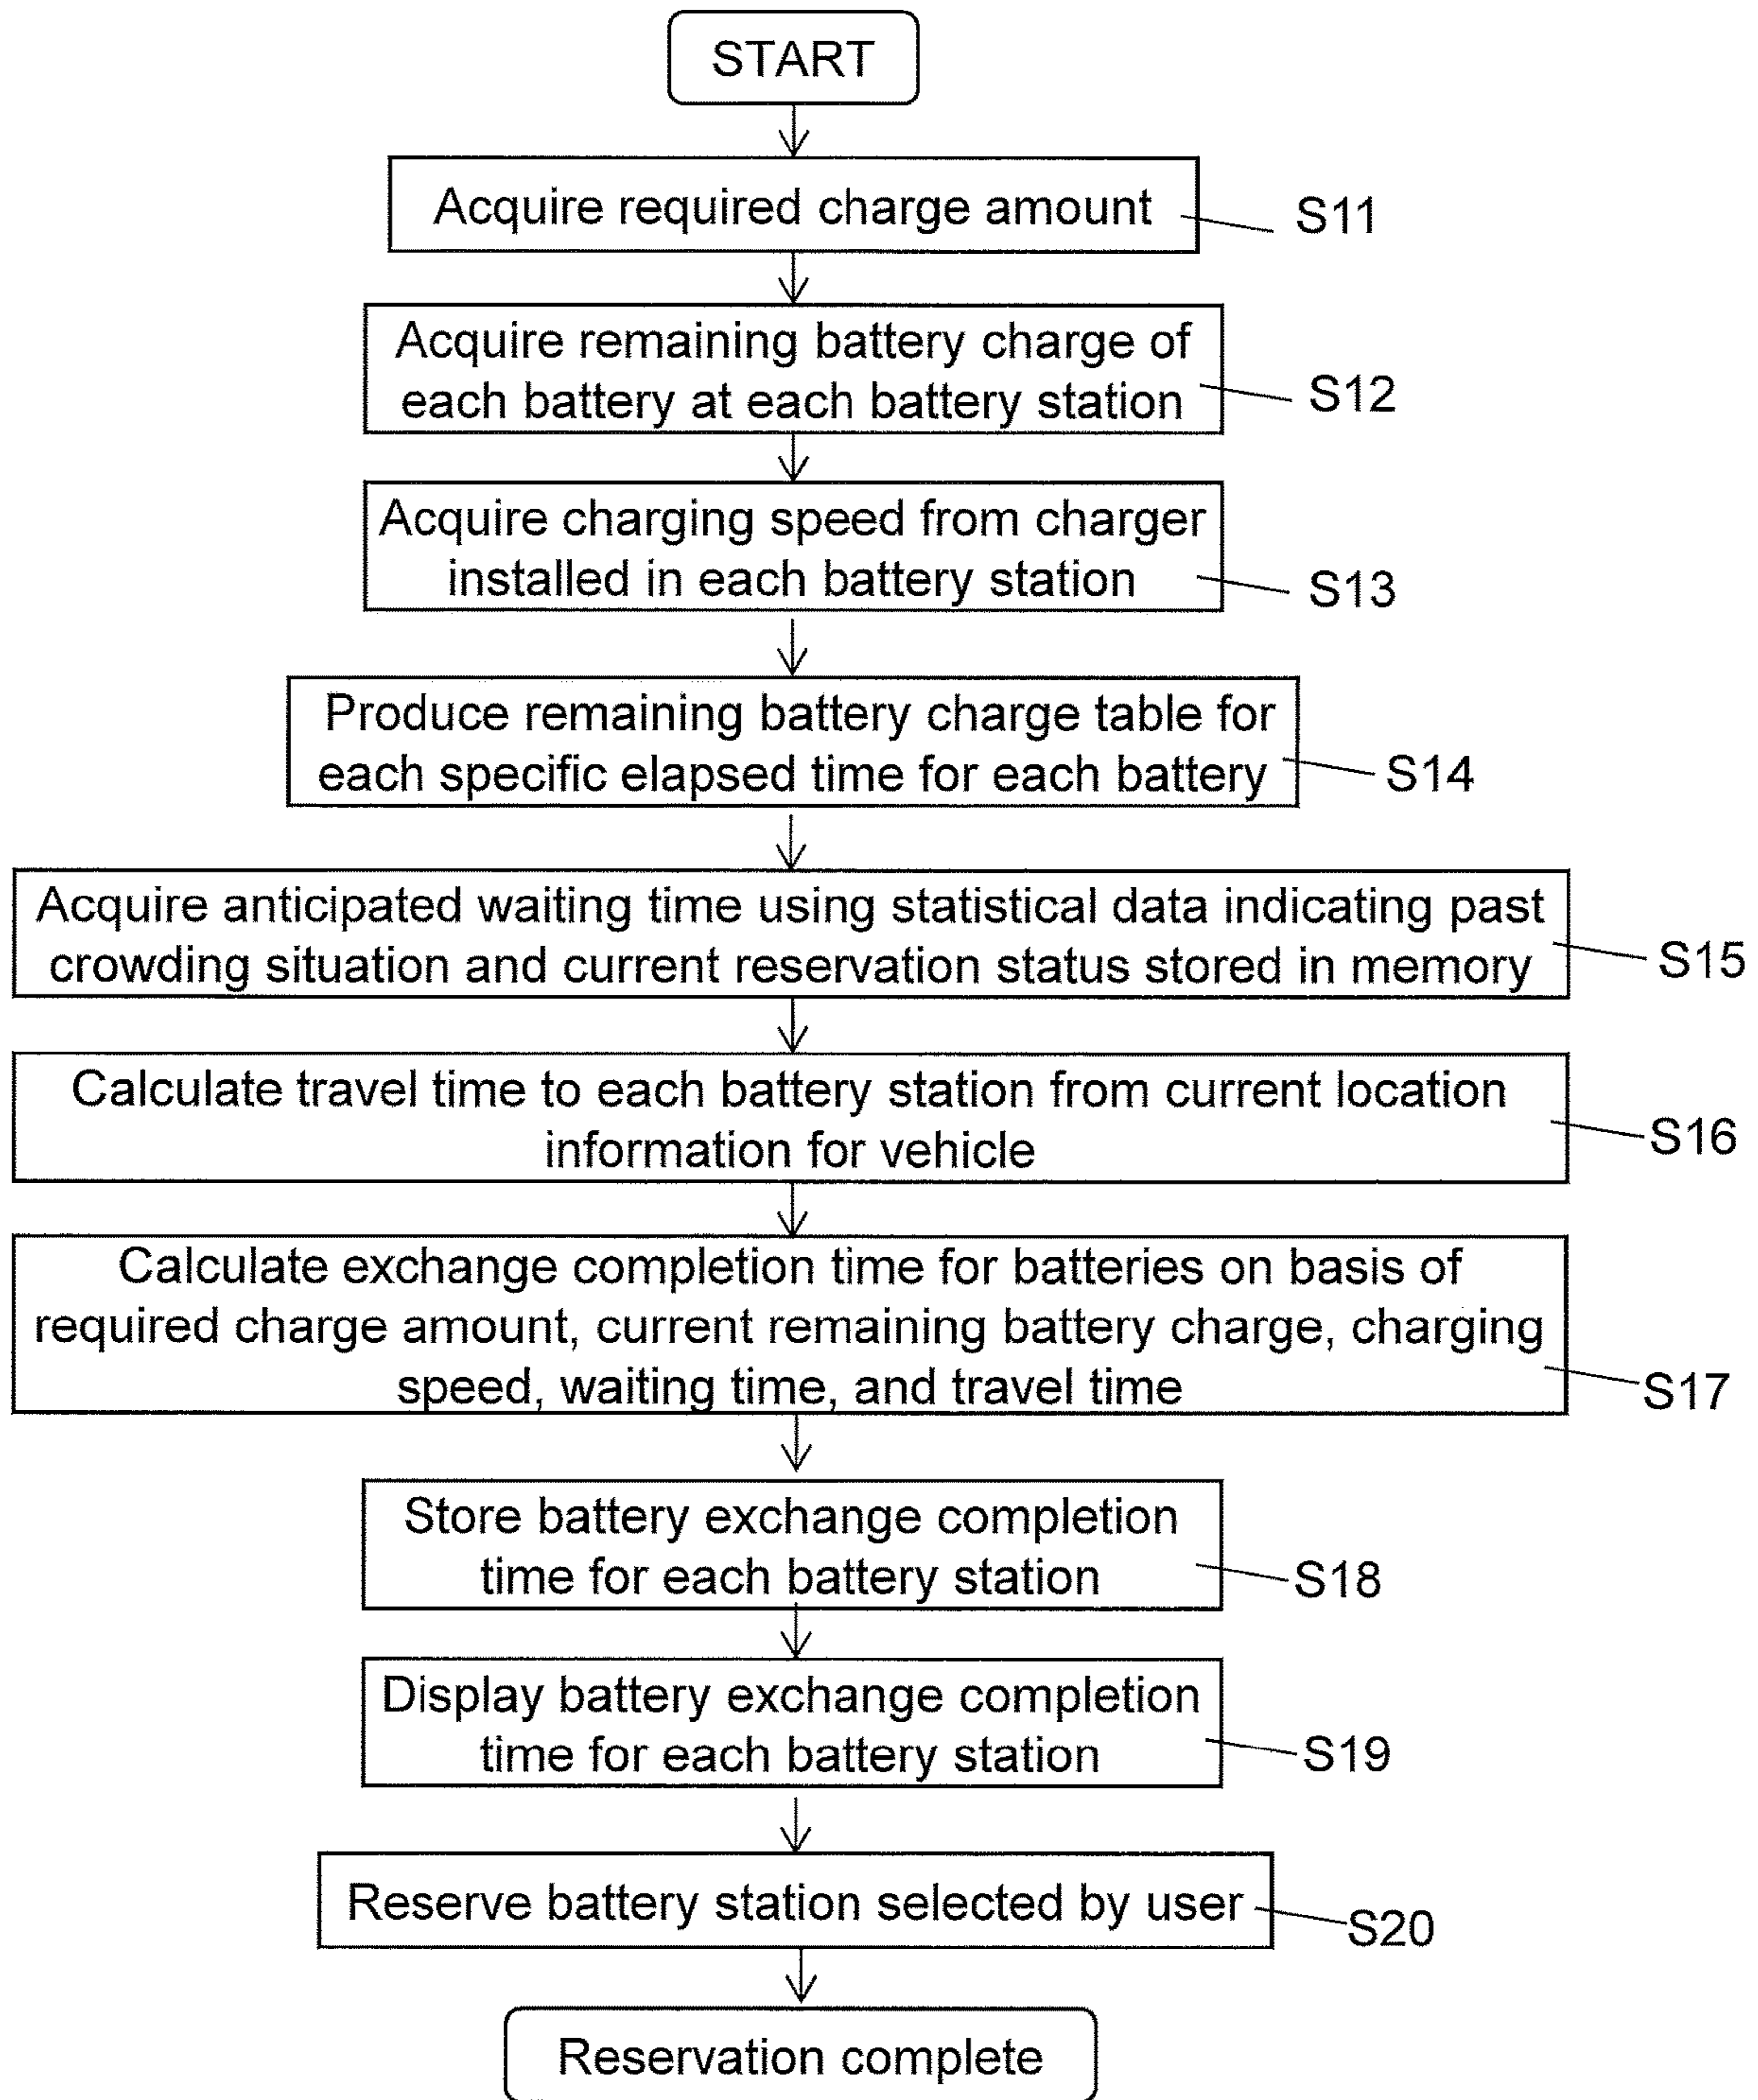 START
Acquire required charge amount
S11
Acquire remaining battery charge of
each battery at each battery station
S12
Acquire charging speed from charger
installed in each battery station
S13
Produce remaining battery charge table for
each specific elapsed time for each battery
S14
Acquire anticipated waiting time using statistical data indicating past
crowding situation and current reservation status stored in memory
S15
Calculate travel time to each battery station from current location
information for vehicle
S16
Calculate exchange completion time for batteries on basis of
required charge amount, current remaining battery charge, charging
speed, waiting time, and travel time
S17
Store battery exchange completion
time for each battery station
S18
Display battery exchange completion
time for each battery station
S19
Reserve battery station selected by user
S20
Reservation complete